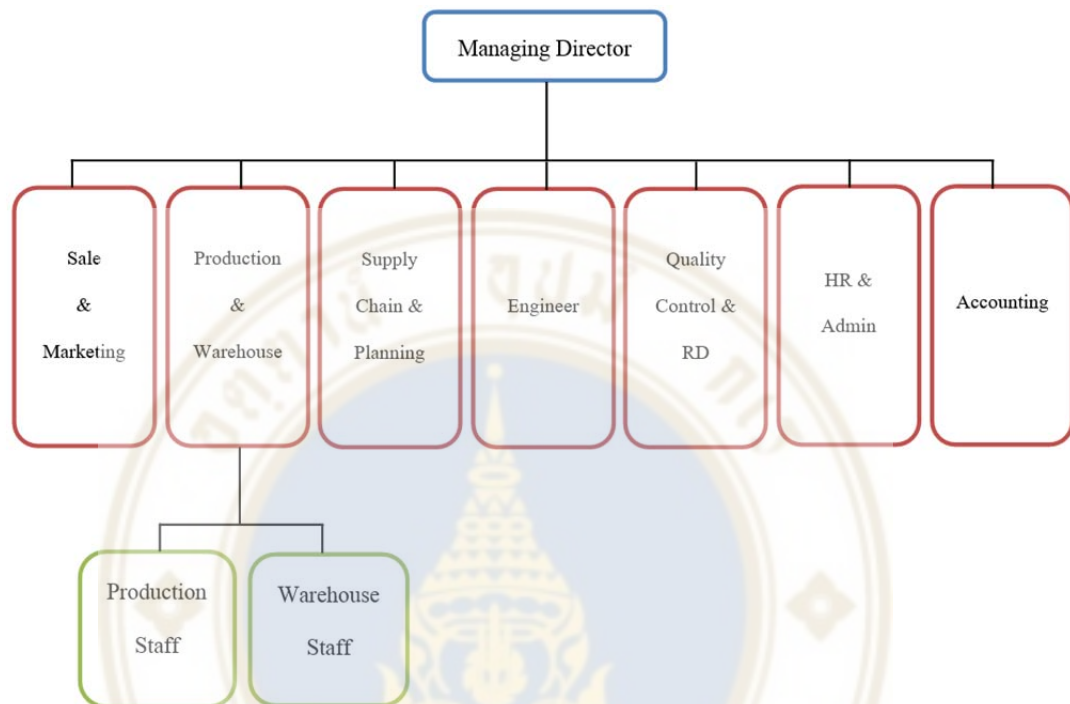 Managing Director
Sale
&
Marketing
Production
&
Warehouse
Supply
Chain &
Planning
Engineer
Quality
Control &
RD
HR &
Admin
Accounting
Production
Staff
Warehouse
Staff